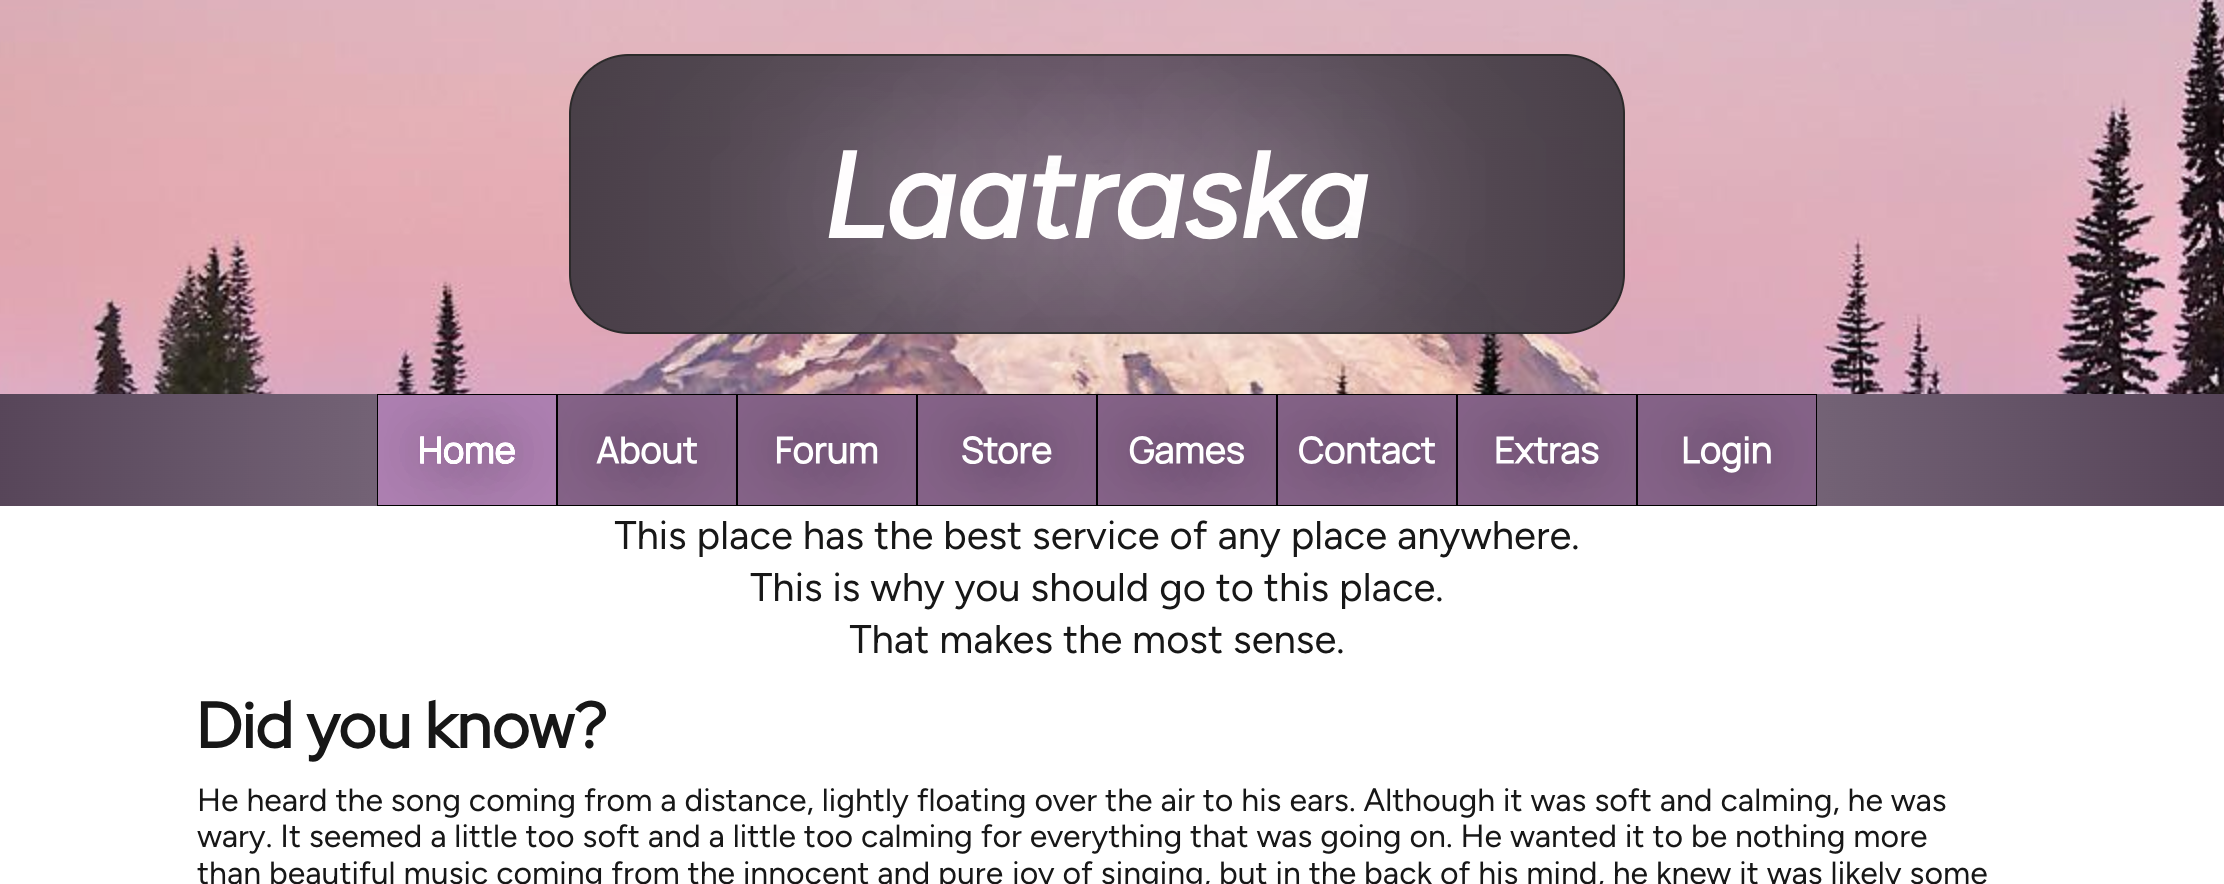 Laatraska
Home About Forum Store Games Contact Extras Login
This place has the best service of any place anywhere.
This is why you should go to this place.
That makes the most sense.
Did you know?
He heard the song coming from a distance, lightly floating over the air to his ears. Although it was soft and calming, he was
wary. It seemed a little too soft and a little too calming for everything that was going on. He wanted it to be nothing more
than beautiful music coming from the innocent and pure joy of singing, but in the back of his mind, he knew it was likely some